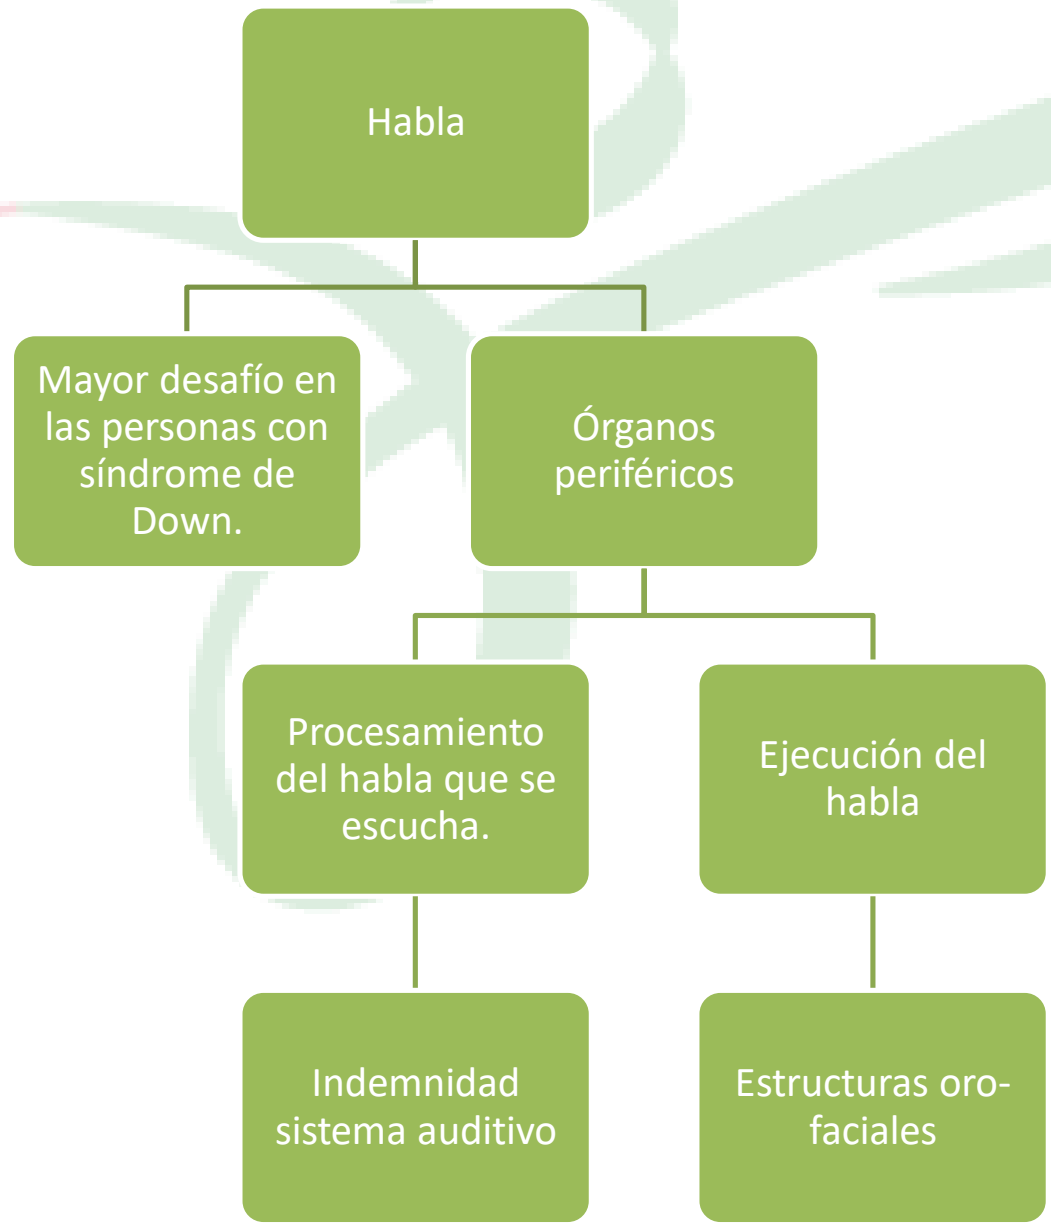 Habla
Mayor desafío en
las personas con
síndrome de
Down.
Órganos
periféricos
Procesamiento
del habla que se
escucha.
Ejecución del
habla
Indemnidad
sistema auditivo
Estructuras oro-
faciales